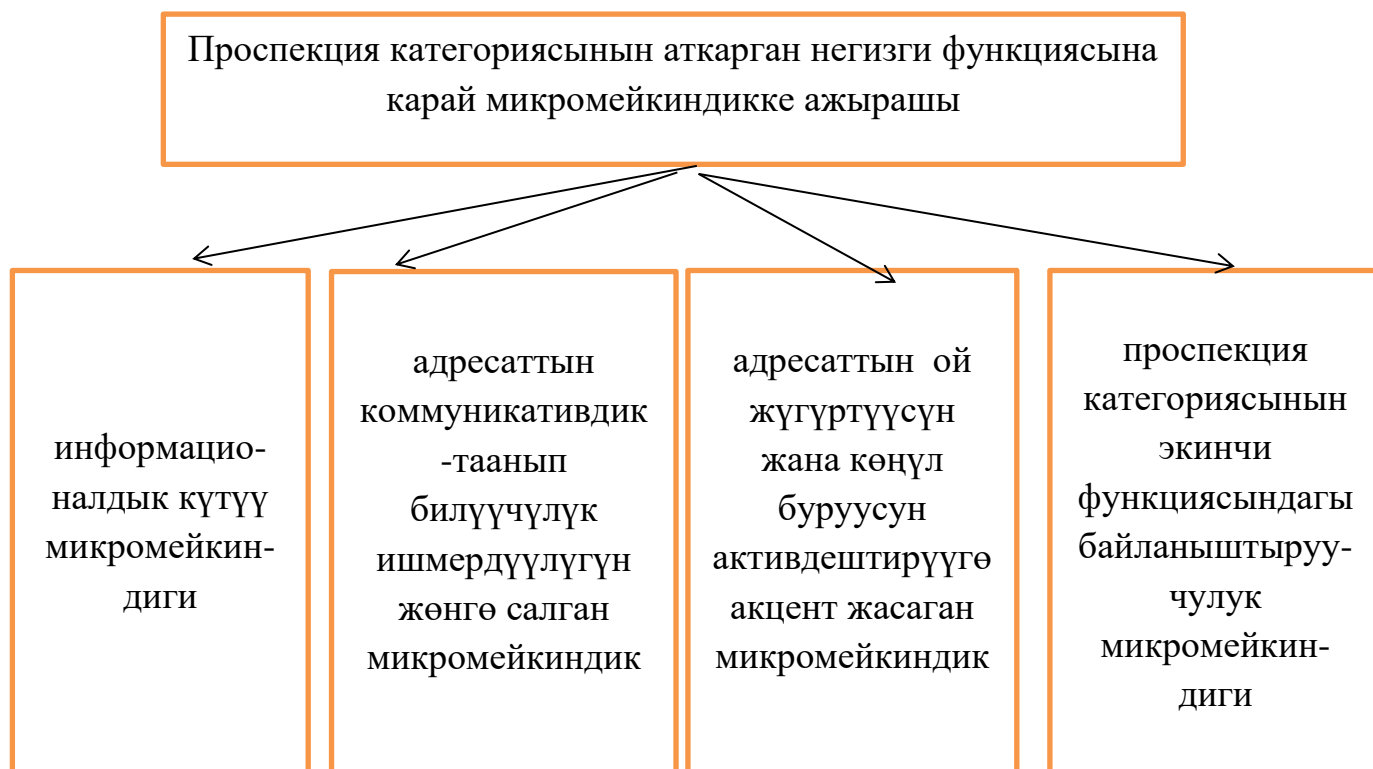 Проспекция категориясынын аткарган негизги функциясына
карай микромейкиндикке ажырашы
информацио-
налдык күтүү
микромейкин-
диги
адресаттын
коммуникативдик
-таанып
билүүчүлүк
ишмердүүлүгүн
жөнгө салган
микромейкиндик
адресаттын ой
жүгүртүүсүн
жана көңүл
буруусун
активдештирүүгө
акцент жасаган
микромейкиндик
проспекция
категориясынын
экинчи
функциясындагы
байланыштыруу-
чулук
микромейкин-
диги